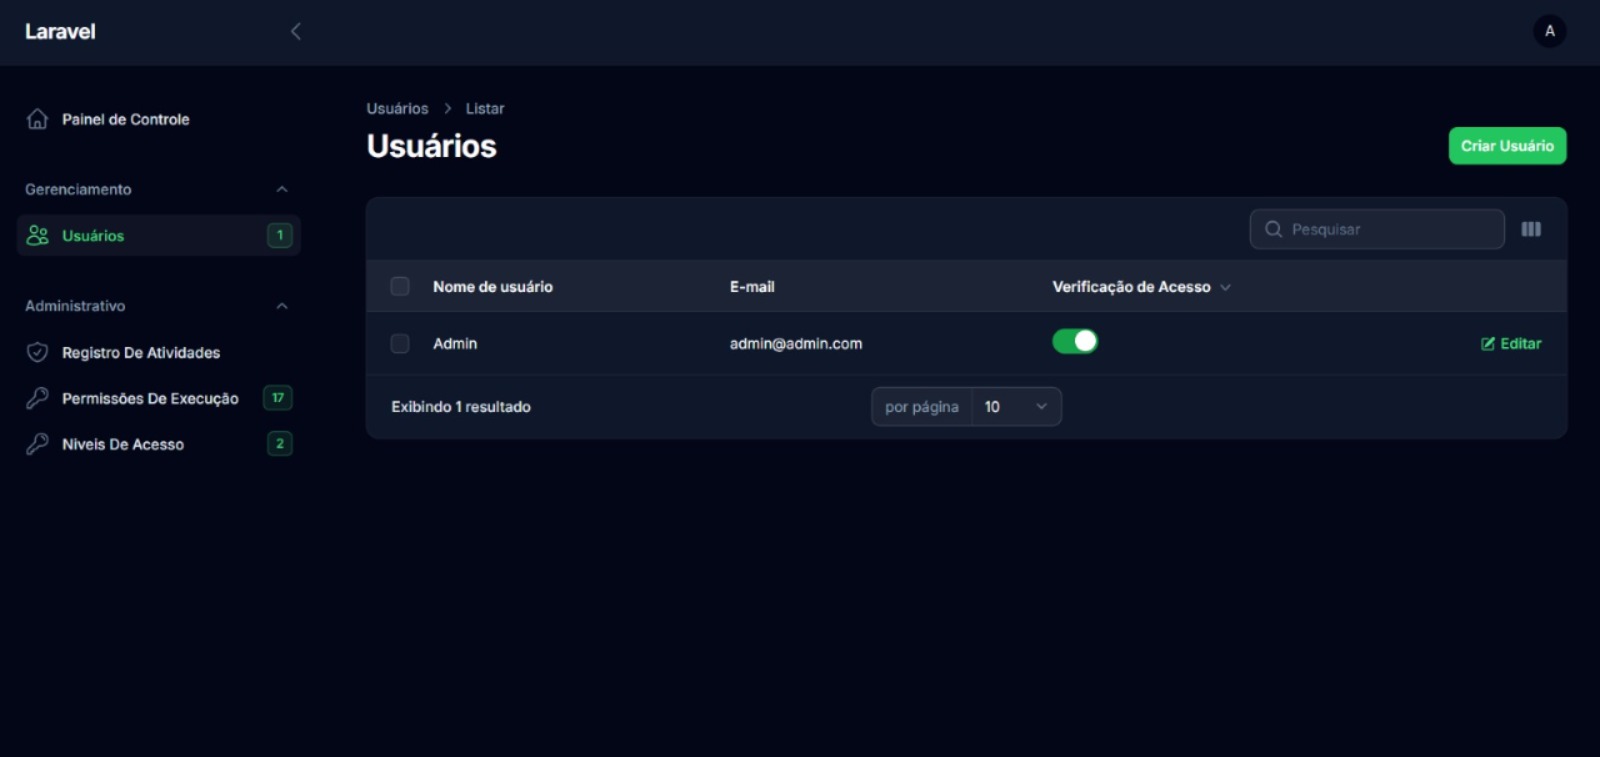 Laravel
A
Painel de Controle
Gerenciamento
Usuários 1
Administrativo
Registro De Atividades
Permissões De Execução 17
Niveis De Acesso 2
Usuários > Listar
Usuários
Criar Usuário
Pesquisar
Nome de usuário E-mail Verificação de Acesso
Admin admin@admin.com Editar
Exibindo 1 resultado por página 10